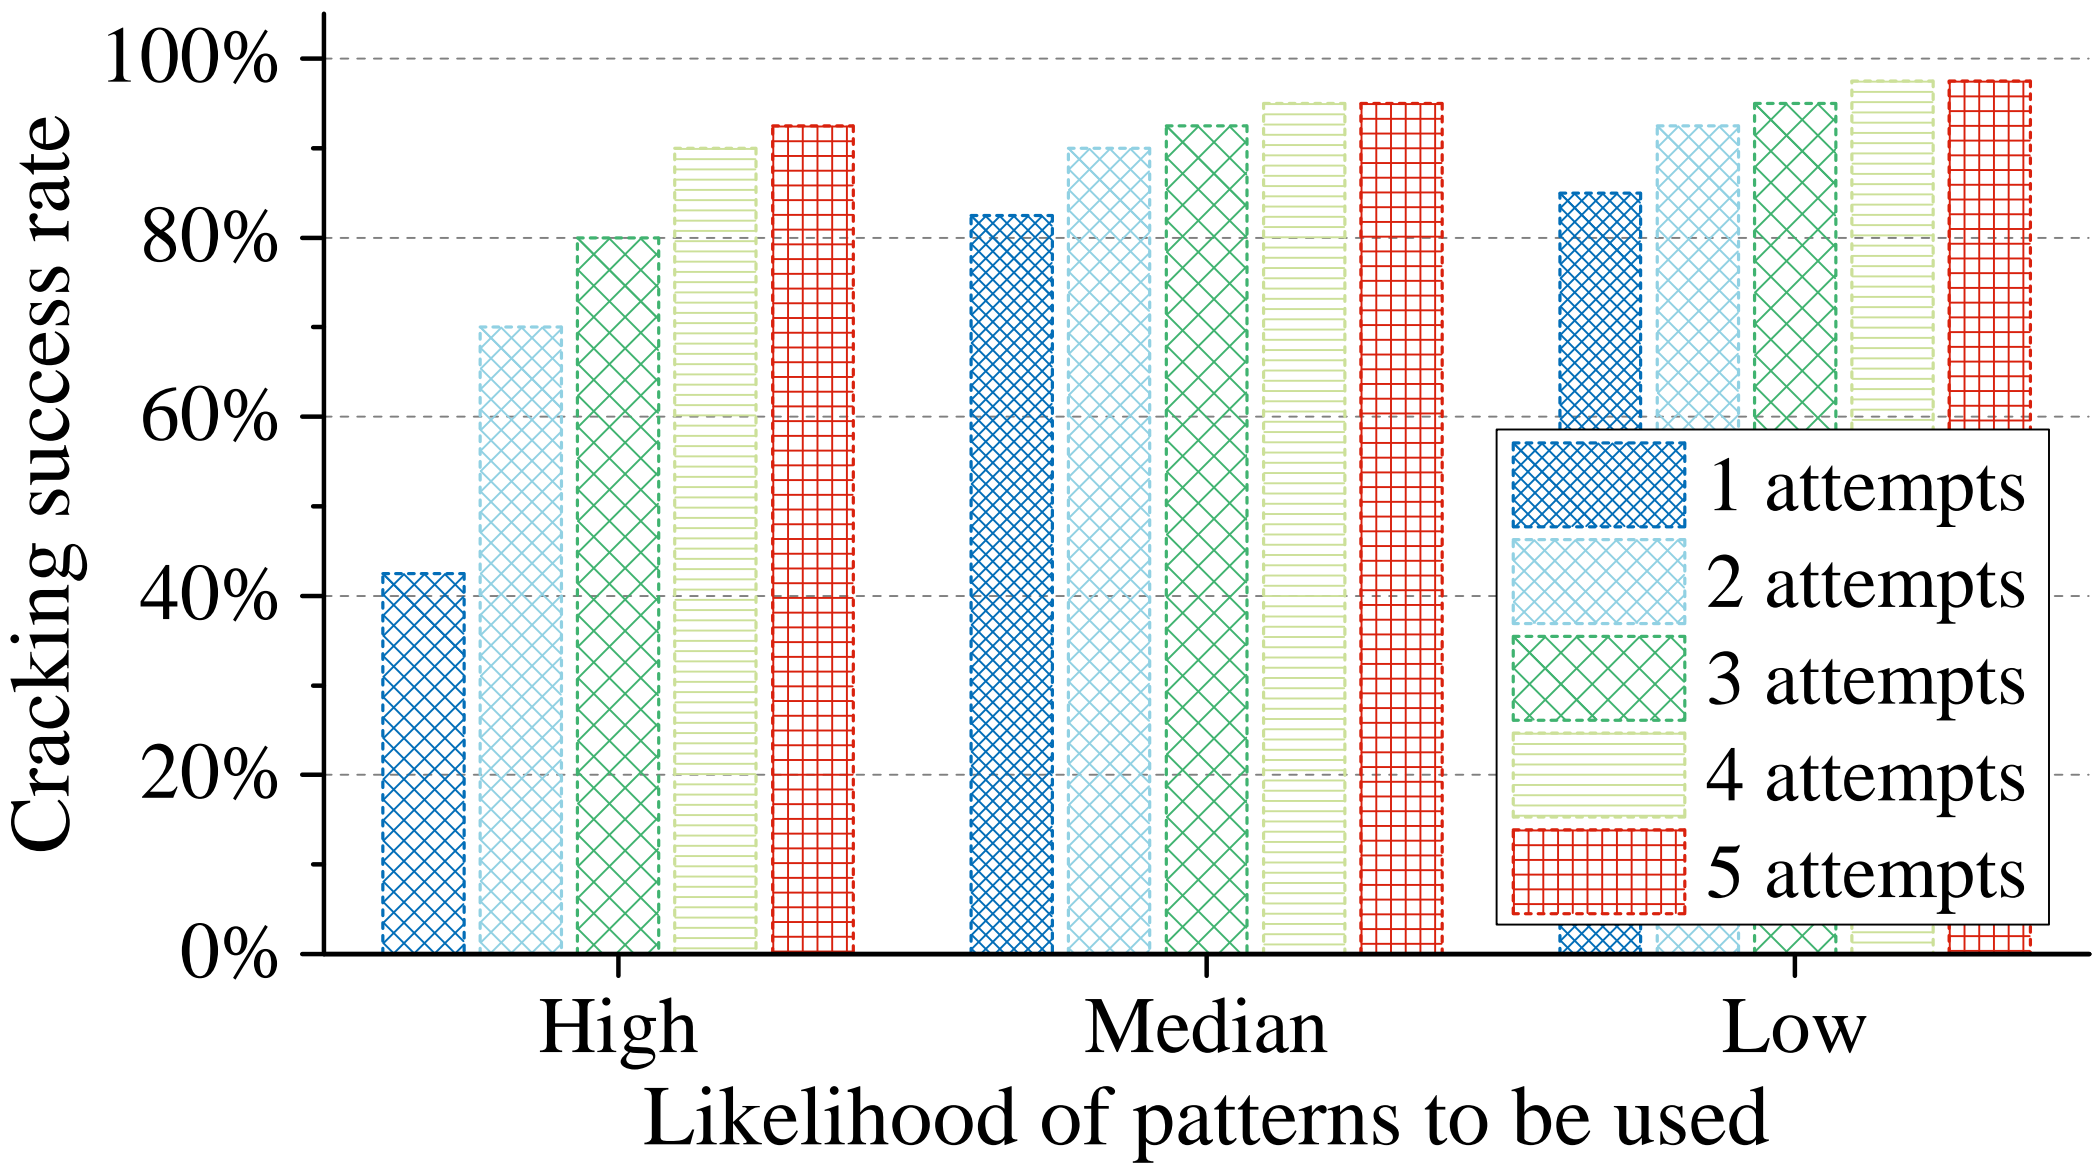 Cracking success rate
100%
80%
60%
40%
20%
0%
1 attempts
2 attempts
3 attempts
4 attempts
5 attempts
High Median Low
Likelihood of patterns to be used